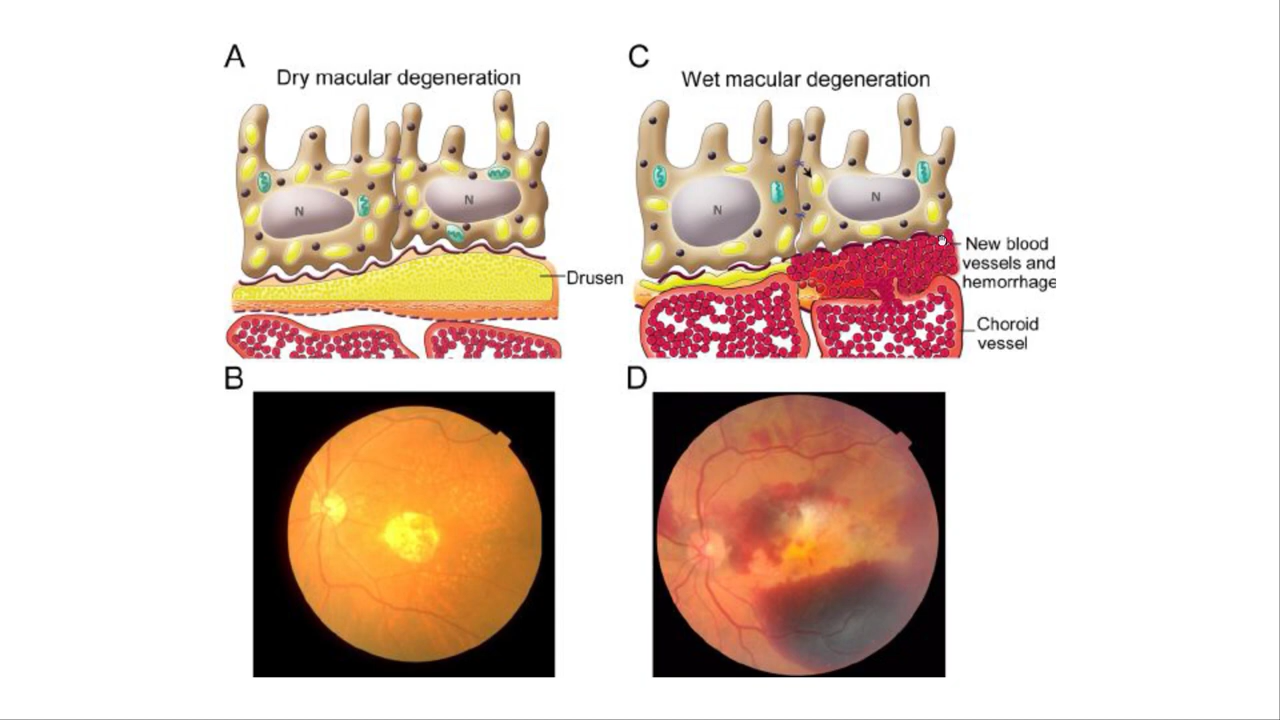 A
Dry macular degeneration
N
N
Drusen
B
C
Wet macular degeneration
N
N
New blood
vessels and
hemorrhage
Choroid
vessel
D